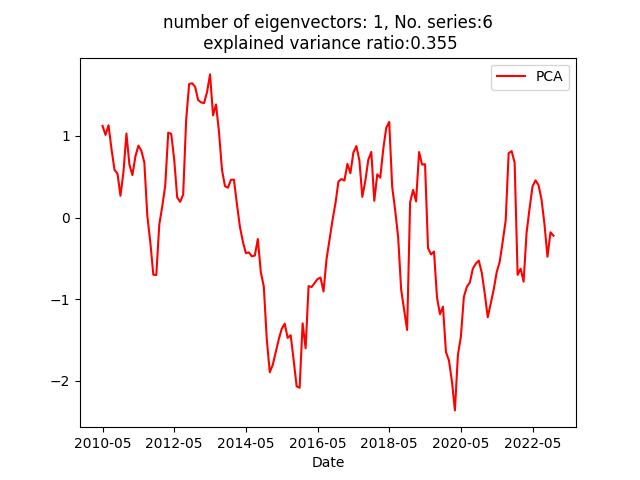 number of eigenvectors: 1, No. series:6
explained variance ratio:0.355
PCA
1
0
−1
−2
2010-05 2012-05 2014-05 2016-05 2018-05 2020-05 2022-05
Date